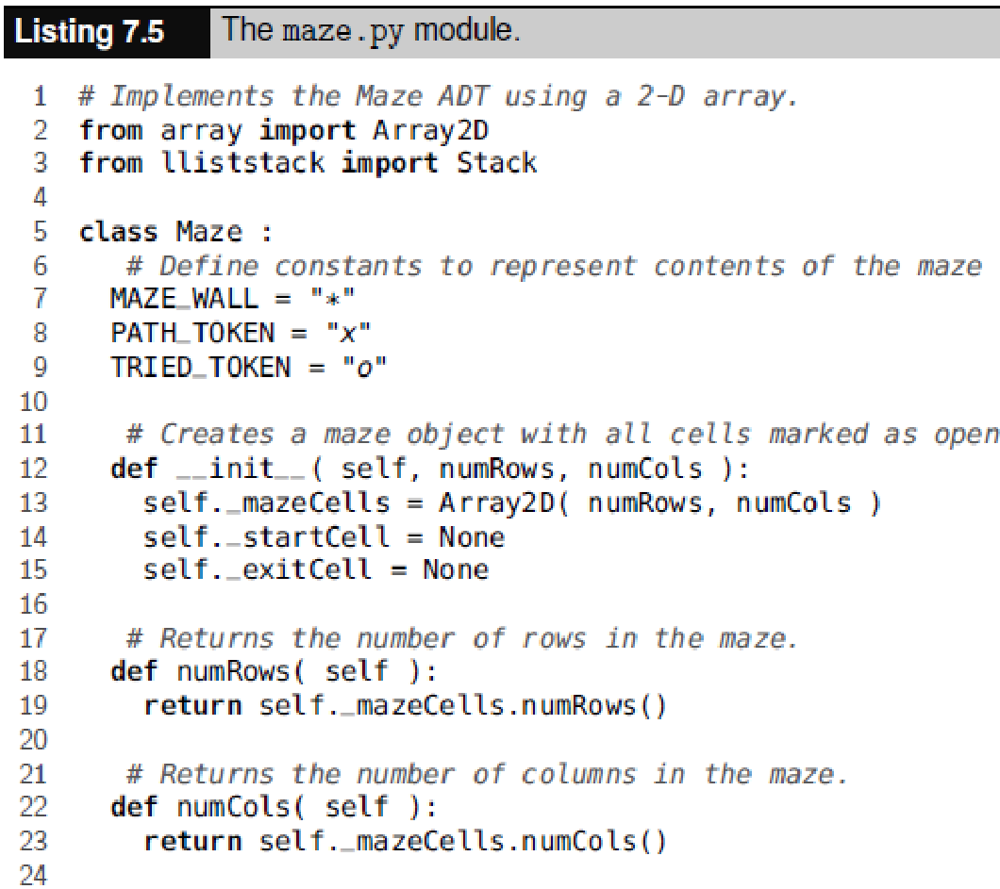 Listing 7.5 The maze.py module.
1 # Implements the Maze ADT using a 2-D array.
2 from array import Array2D
3 from lliststack import Stack
4
5 class Maze :
6 # Define constants to represent contents of the maze
7 MAZE_WALL = "*"
8 PATH_TOKEN = "x"
9 TRIED_TOKEN = "o"
10
11 # Creates a maze object with all cells marked as open
12 def __init__( self, numRows, numCols ):
13 self._mazeCells = Array2D( numRows, numCols )
14 self._startCell = None
15 self._exitCell = None
16
17 # Returns the number of rows in the maze.
18 def numRows( self ):
19 return self._mazeCells.numRows()
20
21 # Returns the number of columns in the maze.
22 def numCols( self ):
23 return self._mazeCells.numCols()
24